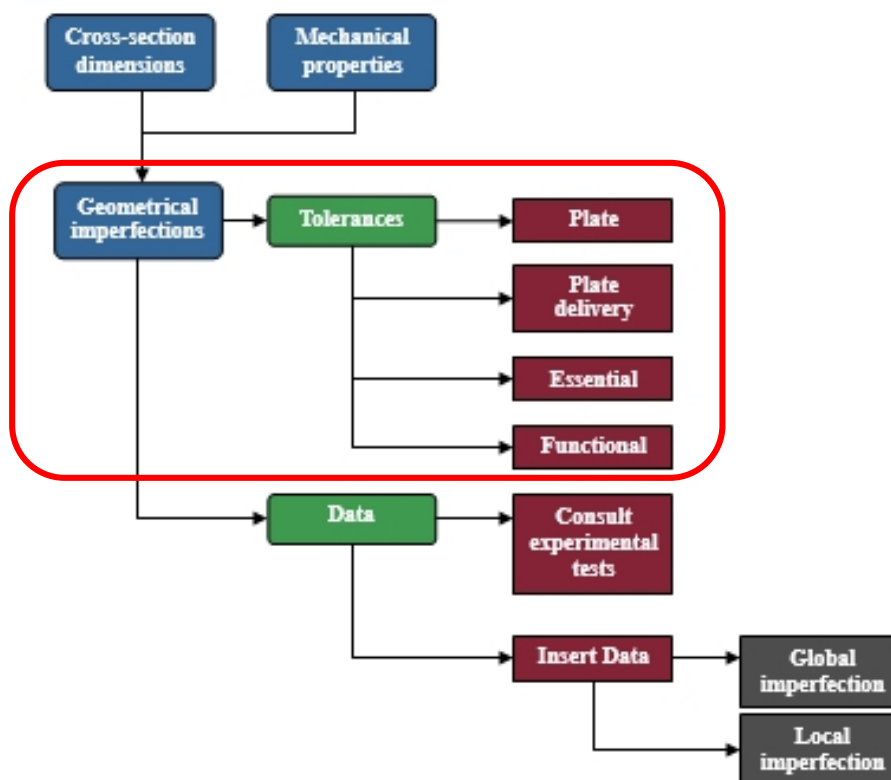 Cross-section
dimensions
Mechanical
properties
Geometrical
imperfections
Tolerances
Plate
Plate
delivery
Essential
Functional
Data
Consult
experimental
tests
Insert Data
Global
imperfection
Local
imperfection